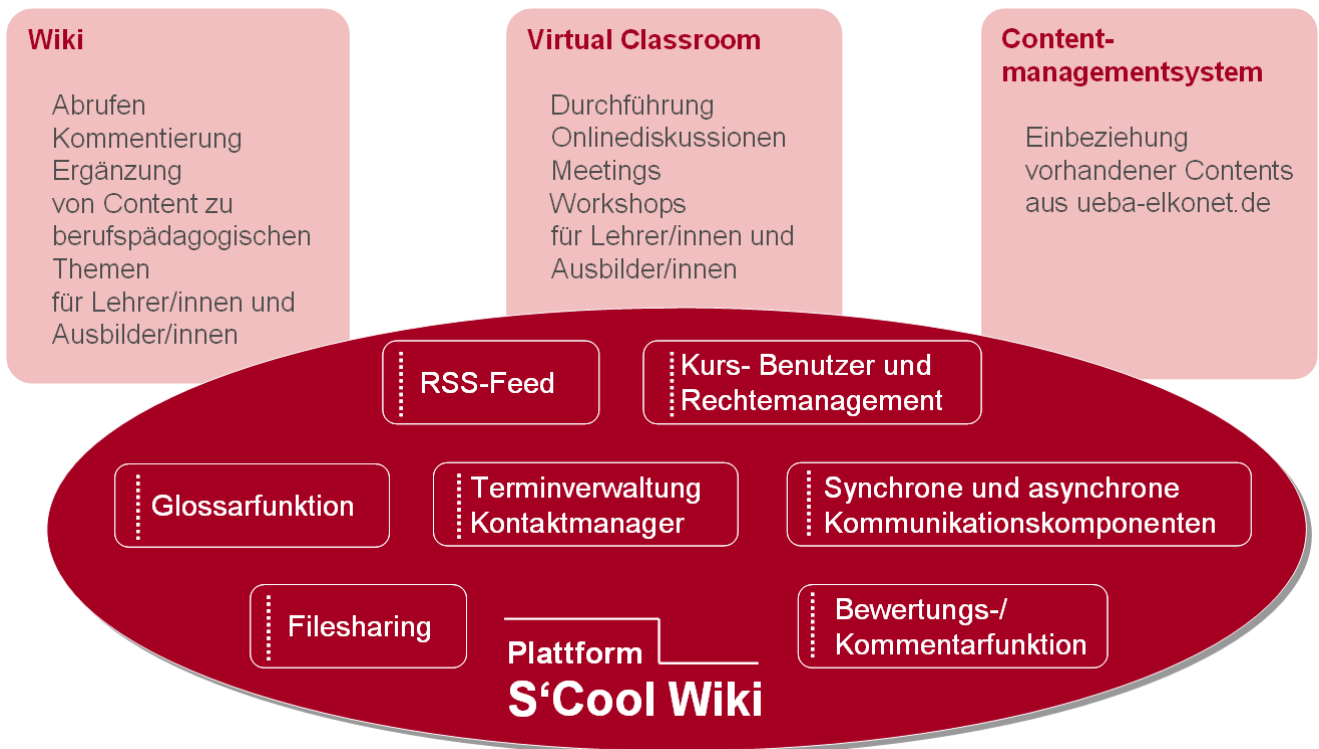 Wiki
Abrufen
Kommentierung
Ergänzung
von Content zu
berufspädagogischen
Themen
für Lehrer/innen und
Ausbilder/innen
Virtual Classroom
Durchführung
Onlinediskussionen
Meetings
Workshops
für Lehrer/innen und
Ausbilder/innen
Content-
managementsystem
Einbeziehung
vorhandener Contents
aus ueba-elkonet.de
RSS-Feed
Kurs- Benutzer und
Rechtemanagement
Glossarfunktion
Terminverwaltung
Kontaktmanager
Synchrone und asynchrone
Kommunikationskomponenten
Filesharing
Bewertungs-/
Kommentarfunktion
Plattform
S‘Cool Wiki